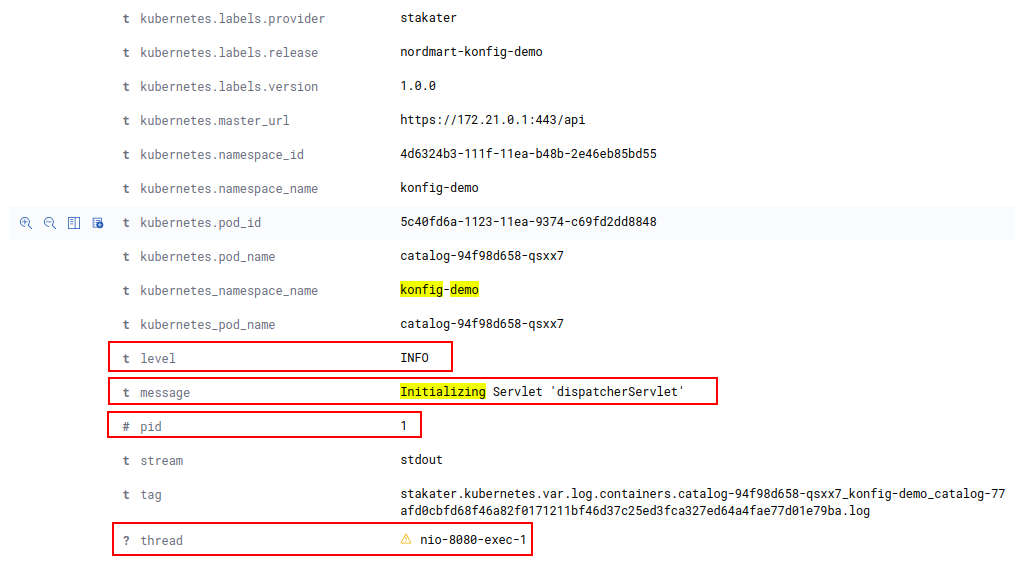 t kubernetes.labels.provider stakater
t kubernetes.labels.release nordmart-konfig-demo
t kubernetes.labels.version 1.0.0
t kubernetes.master_url https://172.21.0.1:443/api
t kubernetes.namespace_id 4d6324b3-111f-11ea-b48b-2e46eb85bd55
t kubernetes.namespace_name konfig-demo
t kubernetes.pod_id 5c40fd6a-1123-11ea-9374-c69fd2dd8848
t kubernetes.pod_name catalog-94f98d658-qsxx7
t kubernetes_namespace_name konfig-demo
t kubernetes_pod_name catalog-94f98d658-qsxx7
t level INFO
t message Initializing Servlet 'dispatcherServlet'
# pid 1
t stream stdout
t tag stakater.kubernetes.var.log.containers.catalog-94f98d658-qsxx7_konfig-demo_catalog-77
afd0cbfd68f46a82f0171211bf46d37c25ed3fca327ed64a4fae77d01e79ba.log
? thread nio-8080-exec-1